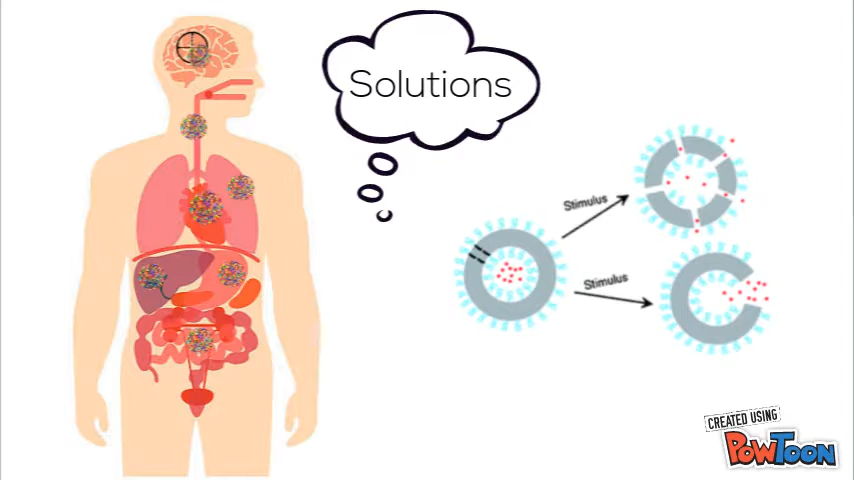 Solutions
Stimulus
Stimulus
CREATED USING
PowToon